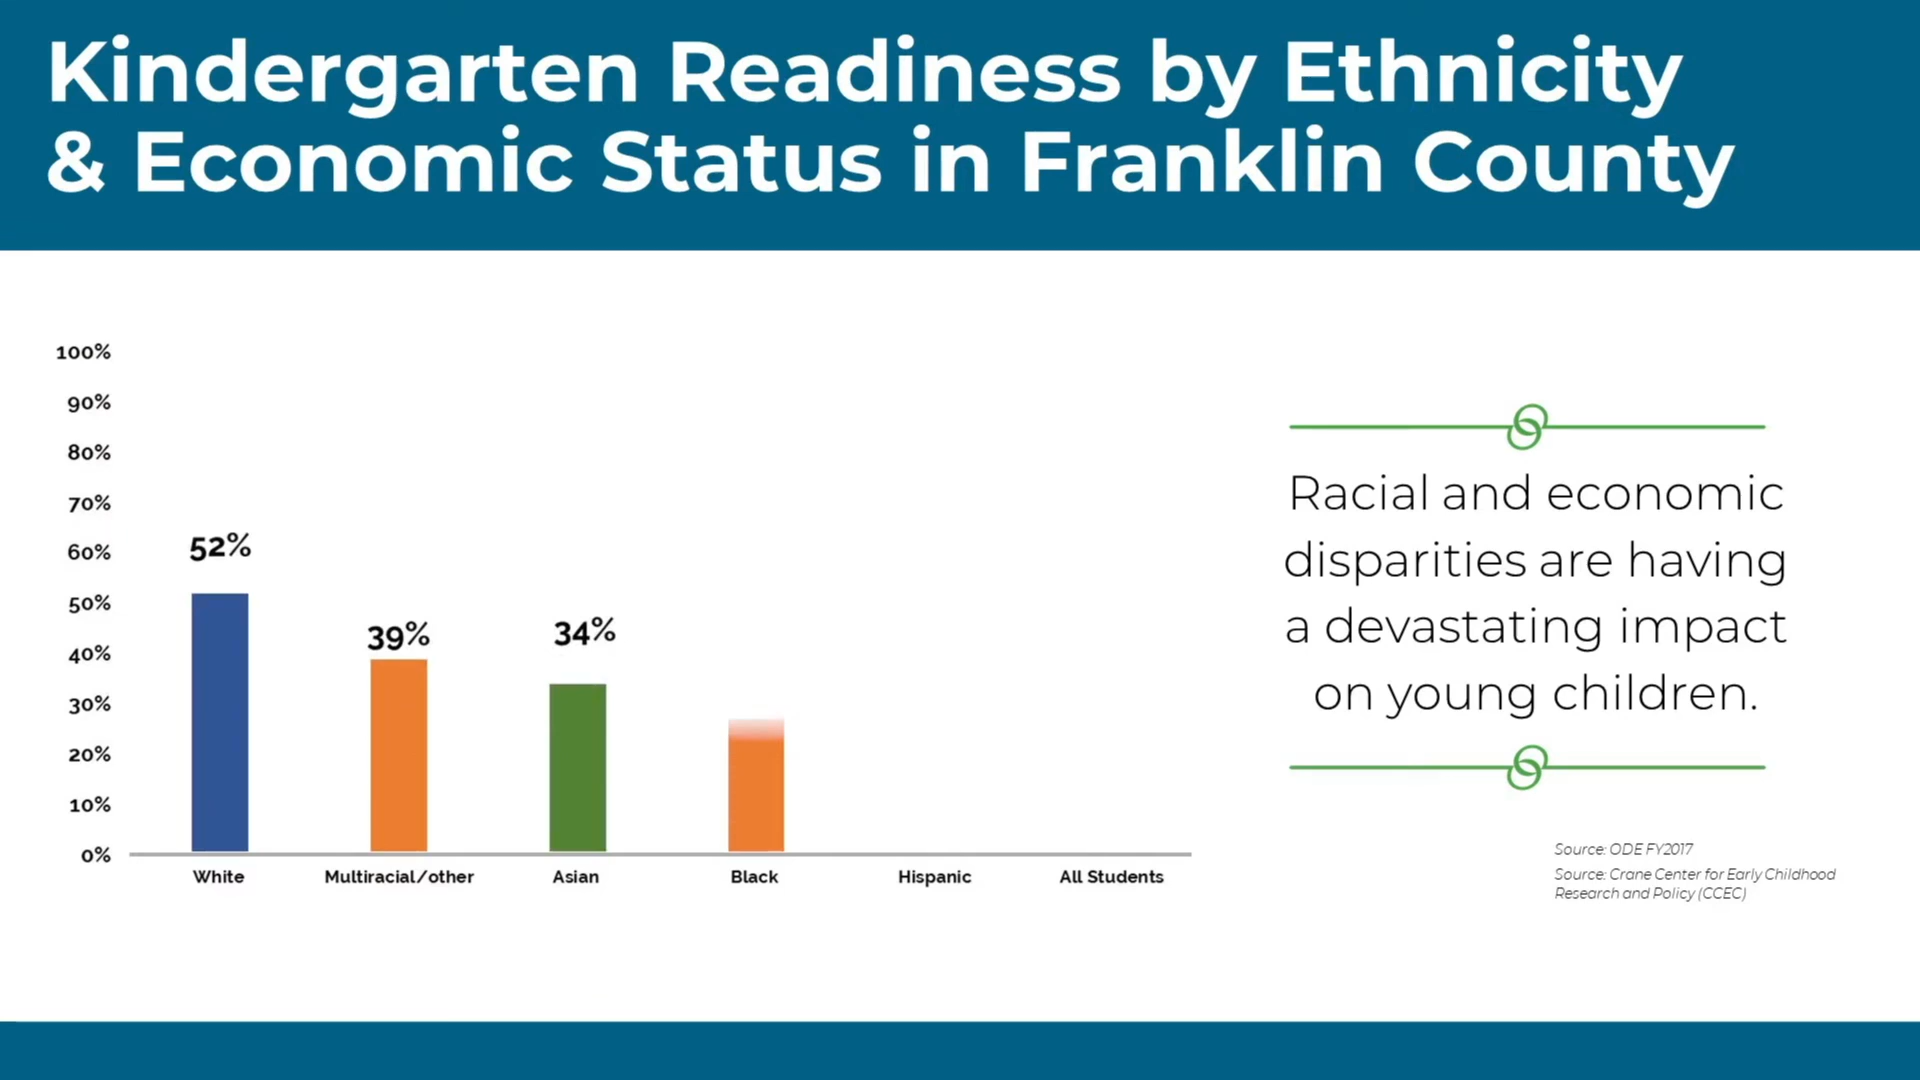 Kindergarten Readiness by Ethnicity
& Economic Status in Franklin County
100%
90%
80%
70%
60%
50%
40%
30%
20%
10%
0%
52%
39%
34%
White
Multiracial/other
Asian
Black
Hispanic
All Students
Racial and economic
disparities are having
a devastating impact
on young children.
Source: ODE FY2017
Source: Crane Center for Early Childhood
Research and Policy (CCEC)